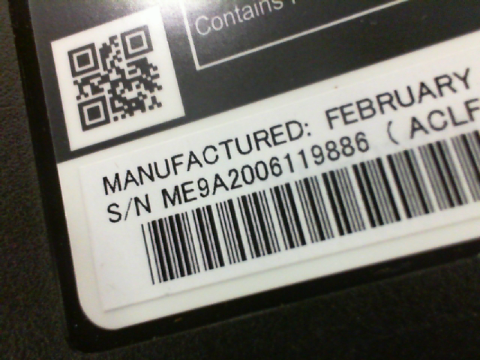 Contains
MANUFACTURED: FEBRUARY
S/N ME9A2006119886 ( ACLF